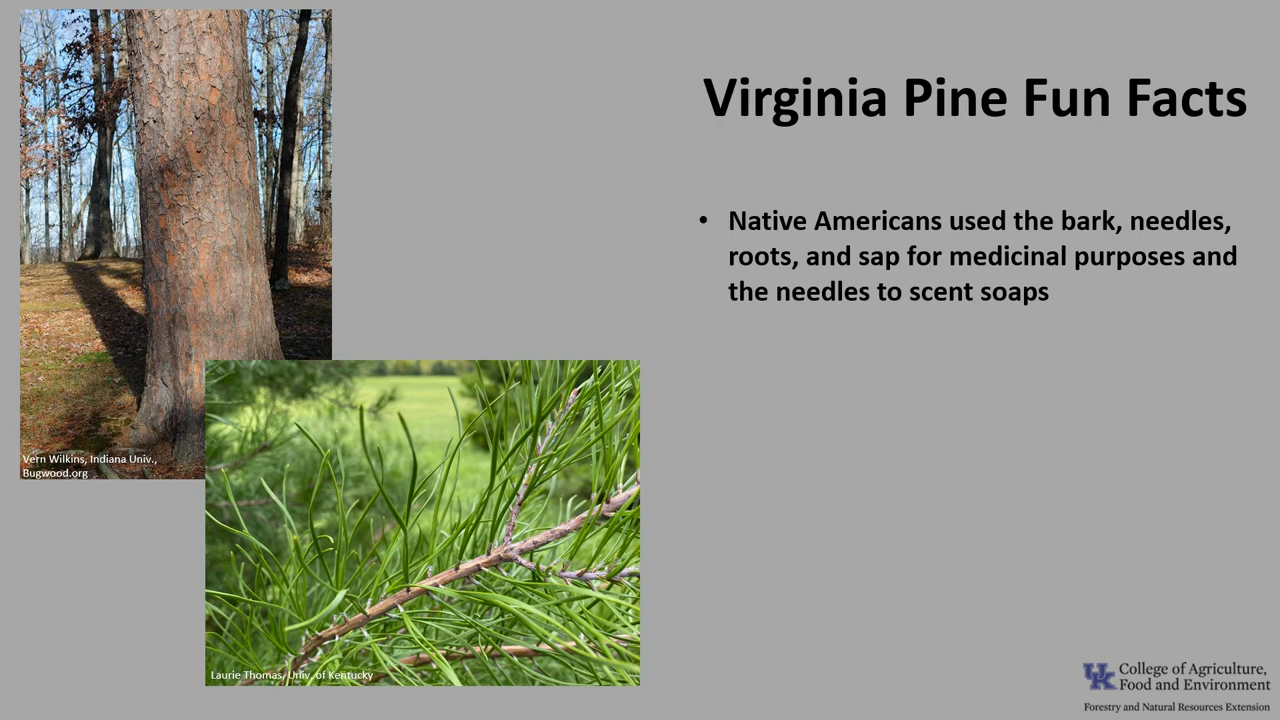 Virginia Pine Fun Facts
• Native Americans used the bark, needles,
roots, and sap for medicinal purposes and
the needles to scent soaps
Vern Wilkins, Indiana Univ.,
Bugwood.org
Laurie Thomas, Univ. of Kentucky
UK College of Agriculture,
Food and Environment
Forestry and Natural Resources Extension